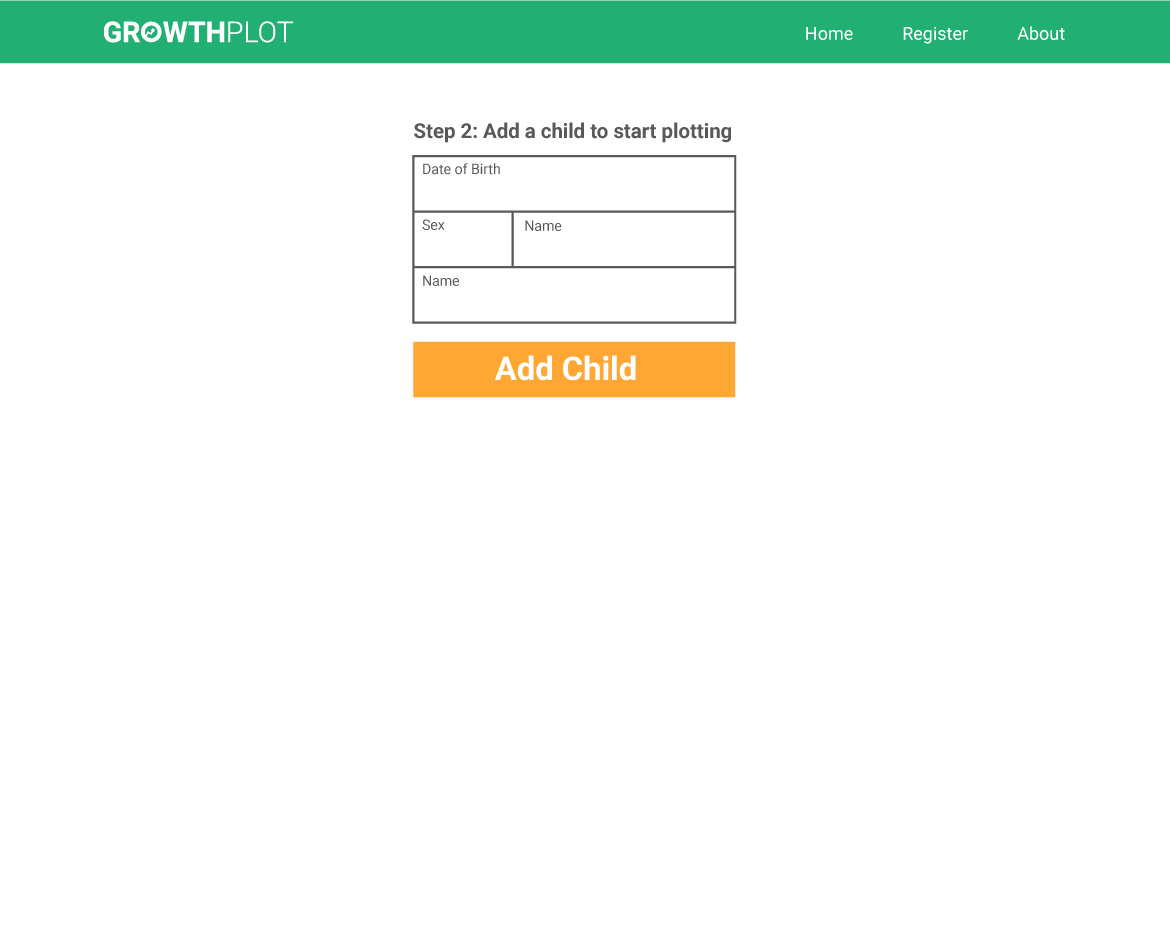 GROWTHPLOT Home Register About
Step 2: Add a child to start plotting
Date of Birth
Sex Name
Name
Add Child